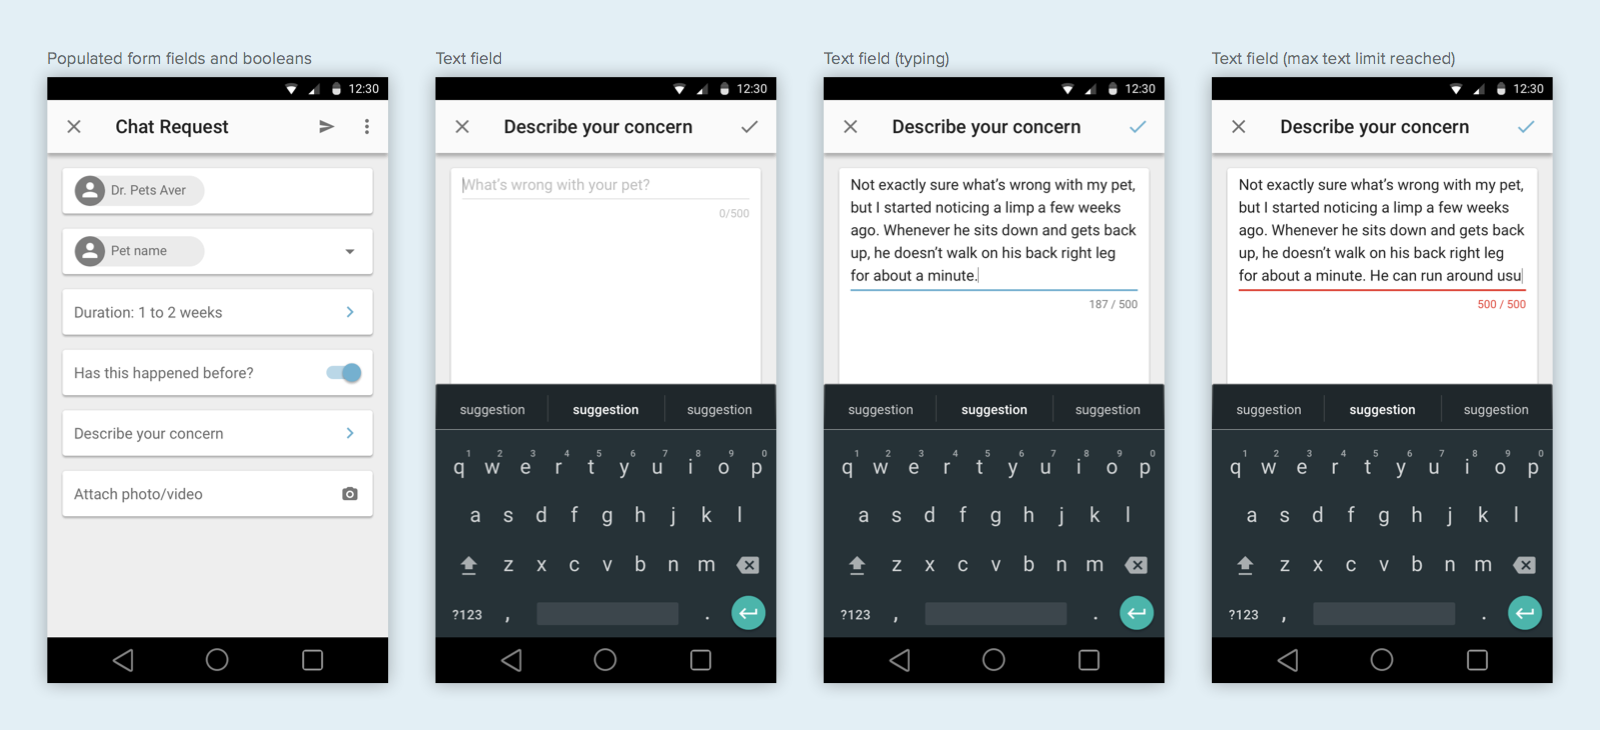 Populated form fields and booleans
12:30
Chat Request
Dr. Pets Aver
Pet name
Duration: 1 to 2 weeks
Has this happened before?
Describe your concern
Attach photo/video
Text field
12:30
Describe your concern
What's wrong with your pet?
0/500
suggestion suggestion suggestion
1 2 3 4 5 6 7 8 9 0
q w e r t y u i o p
a s d f g h j k l
z x c v b n m
?123 , .
Text field (typing)
12:30
Describe your concern
Not exactly sure what's wrong with my pet,
but I started noticing a limp a few weeks
ago. Whenever he sits down and gets back
up, he doesn't walk on his back right leg
for about a minute.
187 / 500
suggestion suggestion suggestion
1 2 3 4 5 6 7 8 9 0
q w e r t y u i o p
a s d f g h j k l
z x c v b n m
?123 , .
Text field (max text limit reached)
12:30
Describe your concern
Not exactly sure what's wrong with my pet,
but I started noticing a limp a few weeks
ago. Whenever he sits down and gets back
up, he doesn't walk on his back right leg
for about a minute. He can run around usu
500 / 500
suggestion suggestion suggestion
1 2 3 4 5 6 7 8 9 0
q w e r t y u i o p
a s d f g h j k l
z x c v b n m
?123 , .